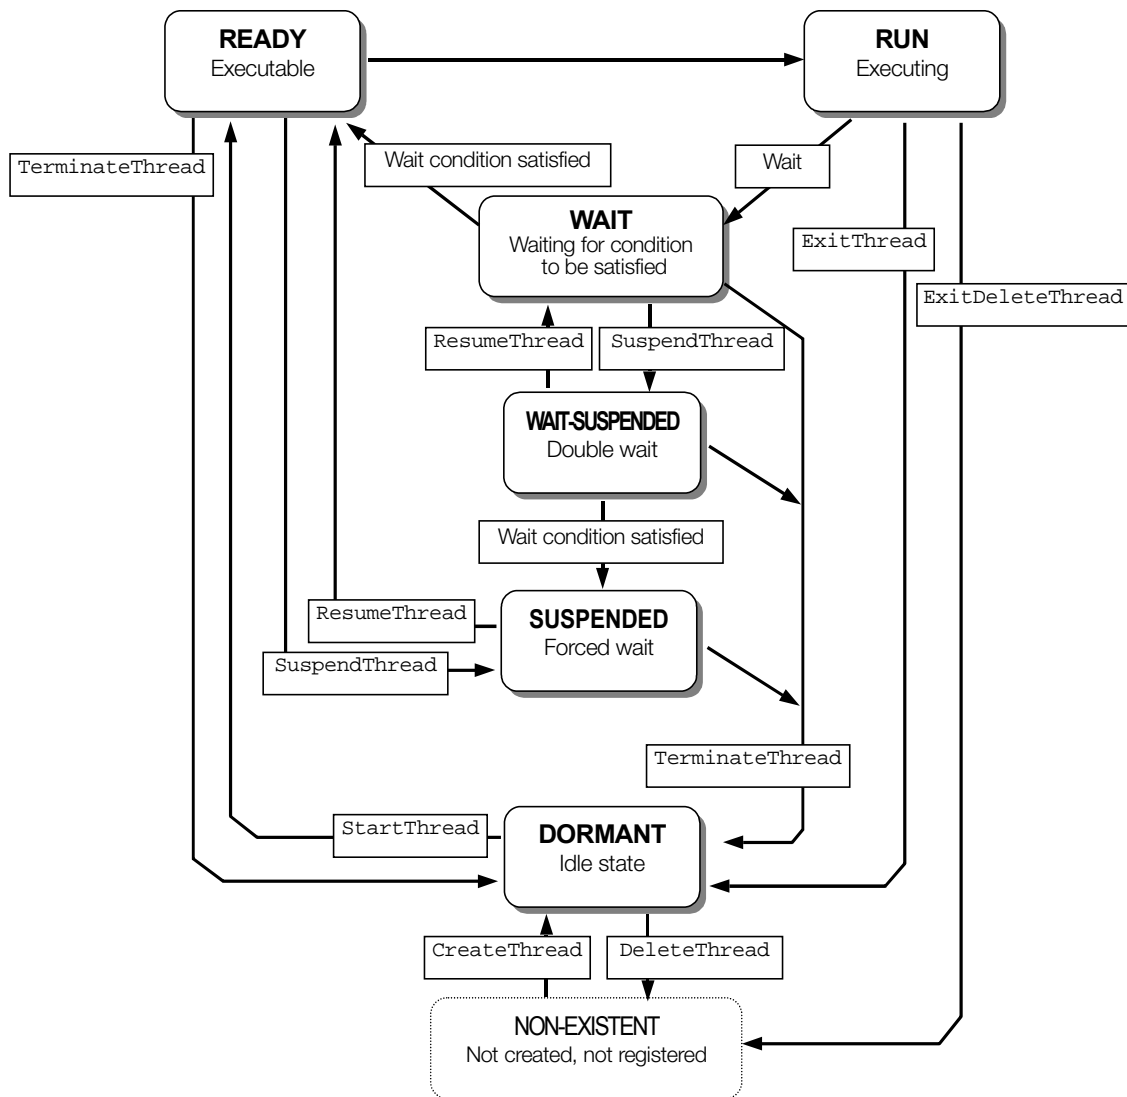 READY
Executable
RUN
Executing
TerminateThread
Wait condition satisfied
Wait
WAIT
Waiting for condition
to be satisfied
ExitThread
ExitDeleteThread
ResumeThread
SuspendThread
WAIT-SUSPENDED
Double wait
Wait condition satisfied
ResumeThread
SUSPENDED
Forced wait
SuspendThread
TerminateThread
StartThread
DORMANT
Idle state
CreateThread
DeleteThread
NON-EXISTENT
Not created, not registered